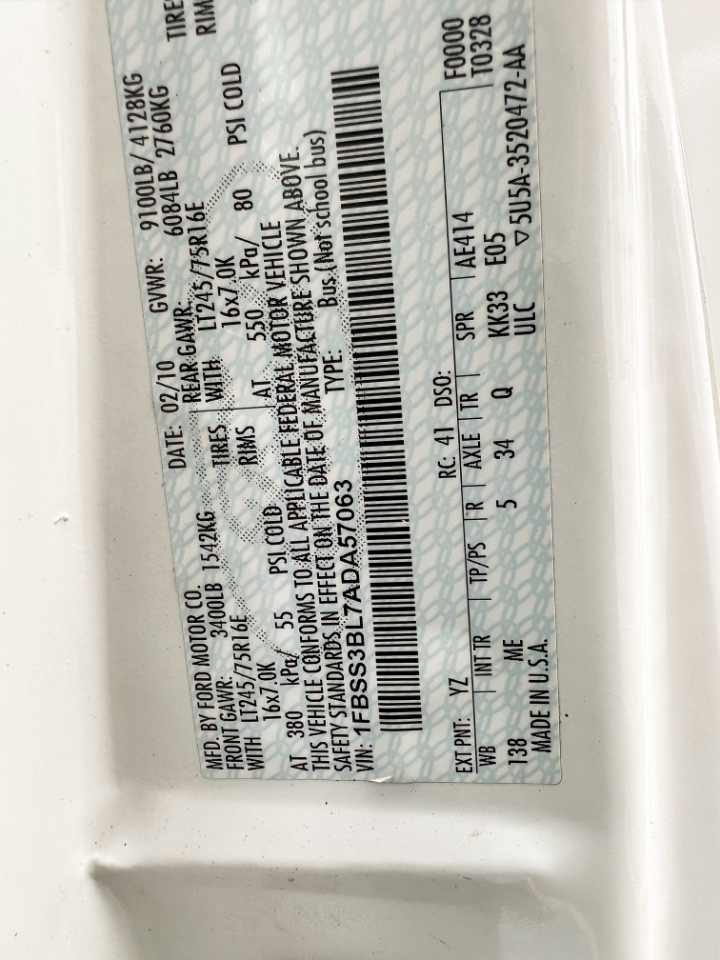 MFD. BY FORD MOTOR CO.
DATE: 02/10 GVWR: 9100LB/ 4128KG
FRONT GAWR: 3400LB 1542KG REAR GAWR: 6084LB 2760KG
WITH LT245/75R16E TIRES WITH LT245/75R16E TIRE
16x7.0K RIMS 16x7.0K RIM
AT 380 kPa/ 55 PSI COLD AT 550 kPa/ 80 PSI COLD
THIS VEHICLE CONFORMS TO ALL APPLICABLE FEDERAL MOTOR VEHICLE
SAFETY STANDARDS IN EFFECT ON THE DATE OF MANUFACTURE SHOWN ABOVE.
VIN: 1FBSS3BL7ADA57063 TYPE: Bus (Not school bus)
F0000
EXT PNT: YZ RC: 41 DSO: T0328
WB INT TR TP/PS R AXLE TR SPR AE414
138 ME 5 34 Q KK33 E05
MADE IN U.S.A. ULC ▽5U5A-3520472-AA